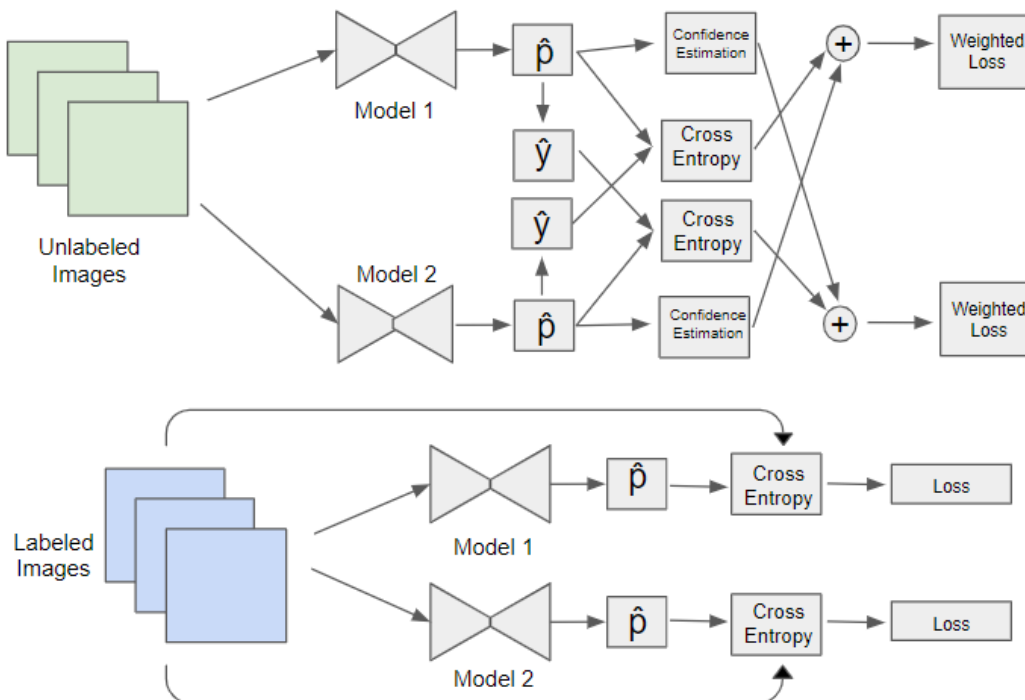 Unlabeled
Images
Model 1
p̂
ŷ
Confidence
Estimation
Cross
Entropy
+
Weighted
Loss
Model 2
p̂
ŷ
Cross
Entropy
Confidence
Estimation
+
Weighted
Loss
Labeled
Images
Model 1
p̂
Cross
Entropy
Loss
Model 2
p̂
Cross
Entropy
Loss